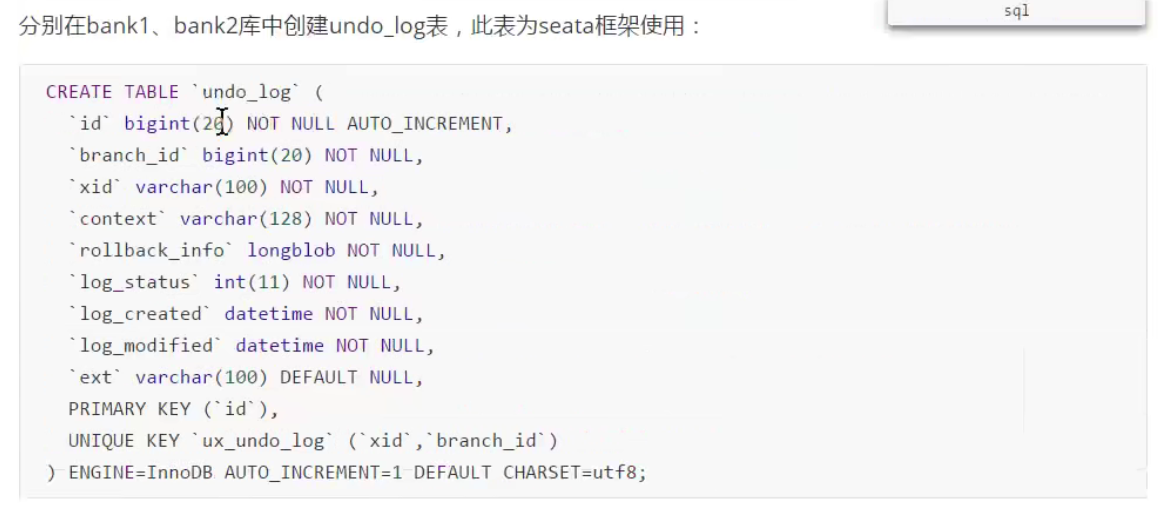 sql
分别在bank1、bank2库中创建undo_log表，此表为seata框架使用：
CREATE TABLE `undo_log` (
`id` bigint(20) NOT NULL AUTO_INCREMENT,
`branch_id` bigint(20) NOT NULL,
`xid` varchar(100) NOT NULL,
`context` varchar(128) NOT NULL,
`rollback_info` longblob NOT NULL,
`log_status` int(11) NOT NULL,
`log_created` datetime NOT NULL,
`log_modified` datetime NOT NULL,
`ext` varchar(100) DEFAULT NULL,
PRIMARY KEY (`id`),
UNIQUE KEY `ux_undo_log` (`xid`,`branch_id`)
) ENGINE=InnoDB AUTO_INCREMENT=1 DEFAULT CHARSET=utf8;